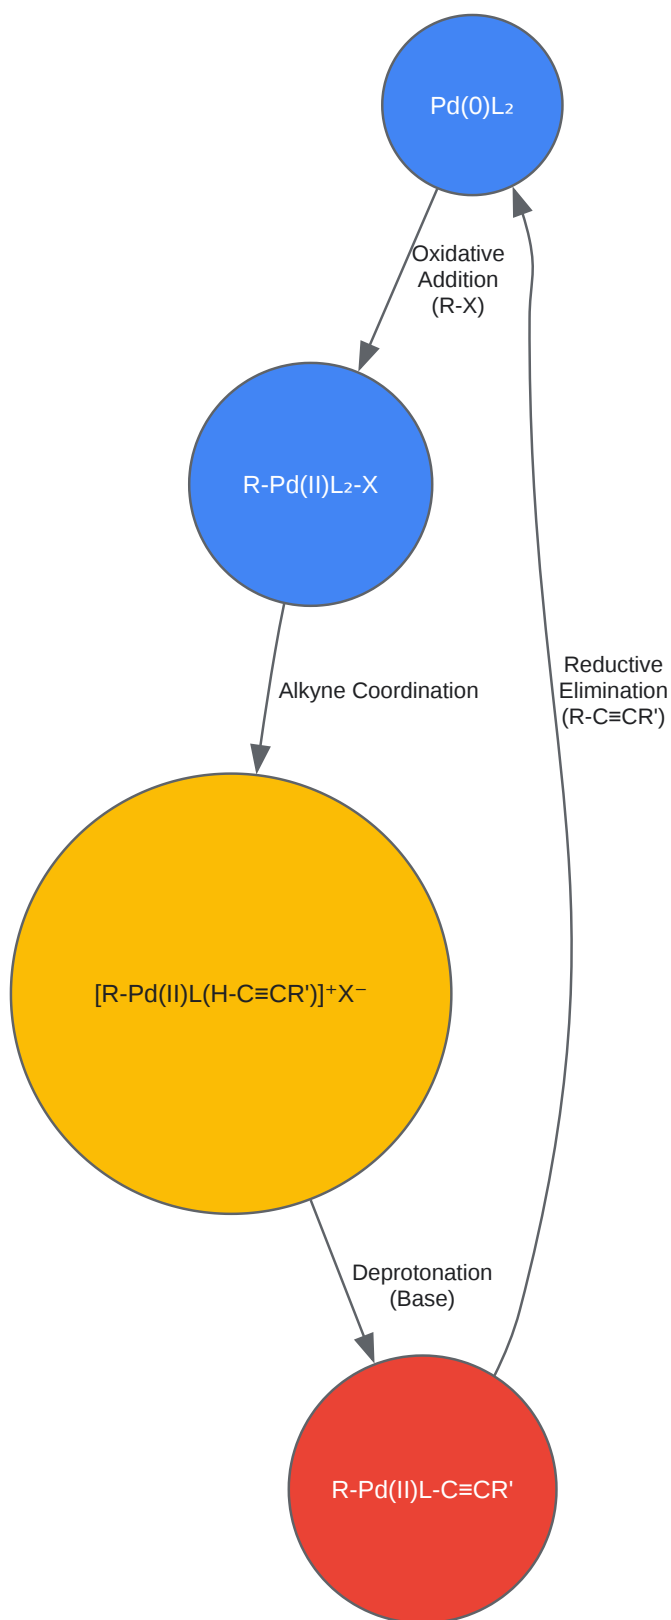 Pd(0)L₂
Oxidative
Addition
(R-X)
R-Pd(II)L₂-X
Alkyne Coordination
Reductive
Elimination
(R-C≡CR')
[R-Pd(II)L(H-C≡CR')]⁺X⁻
Deprotonation
(Base)
R-Pd(II)L-C≡CR'